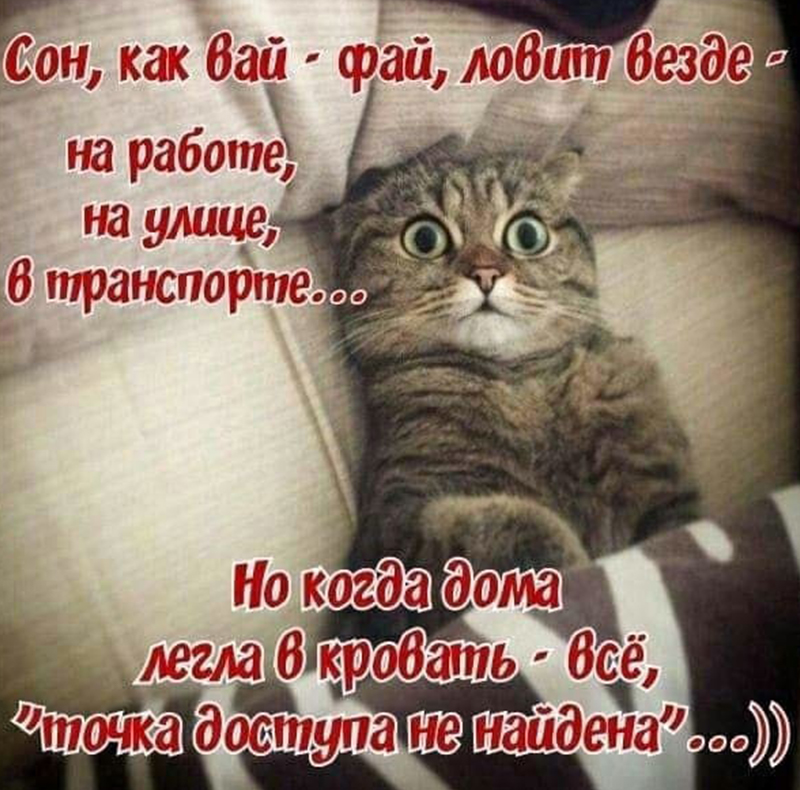 Сон, как вай - фай, ловит везде -
на работе,
на улице,
в транспорте...
Но когда дома
легла в кровать - всё,
"точка доступа не найдена"...))